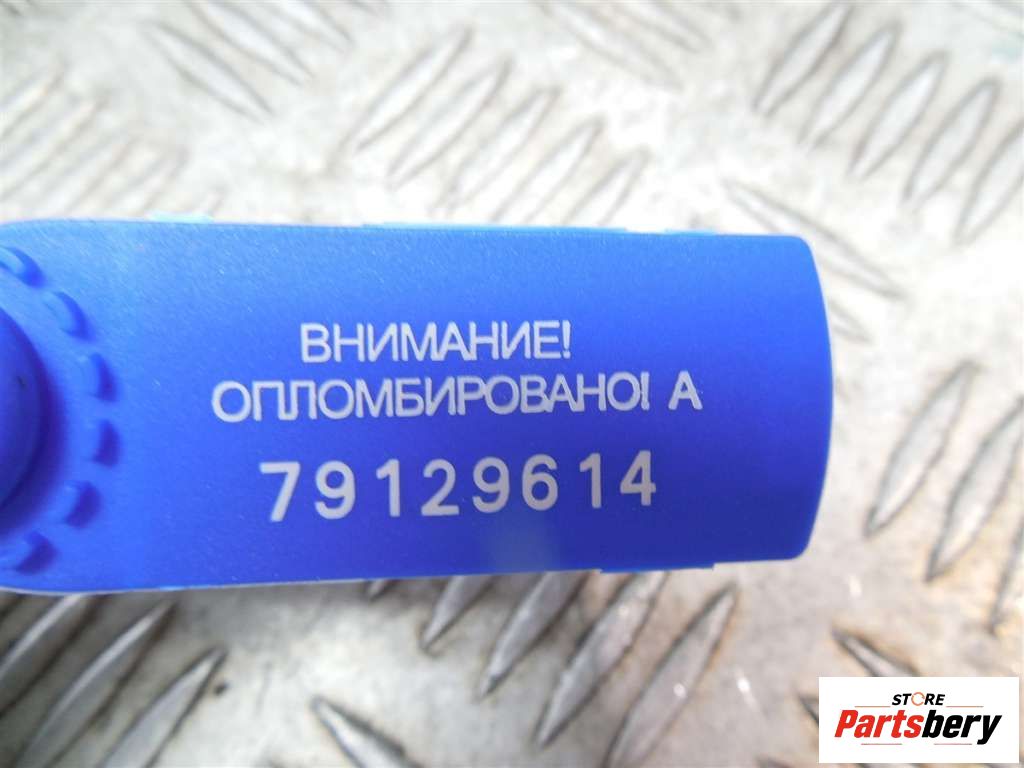 ВНИМАНИЕ!
ОПЛОМБИРОВАНО! А
79129614
STORE
Partsbery